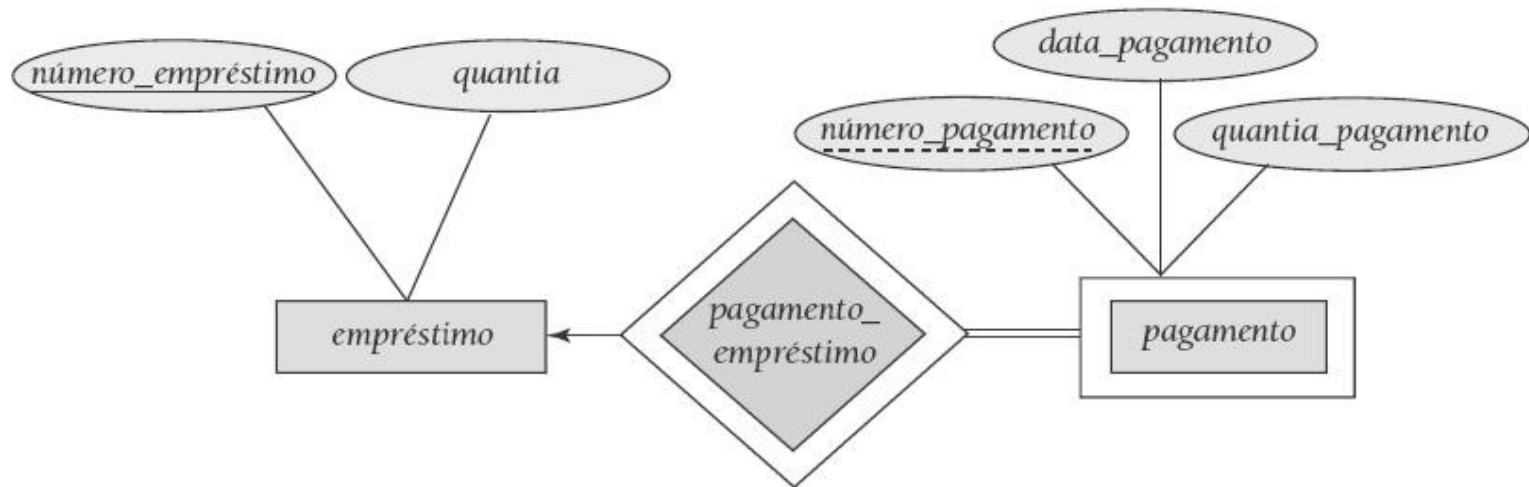 data_pagamento
número_empréstimo
quantia
número_pagamento
quantia_pagamento
empréstimo
pagamento_
empréstimo
pagamento